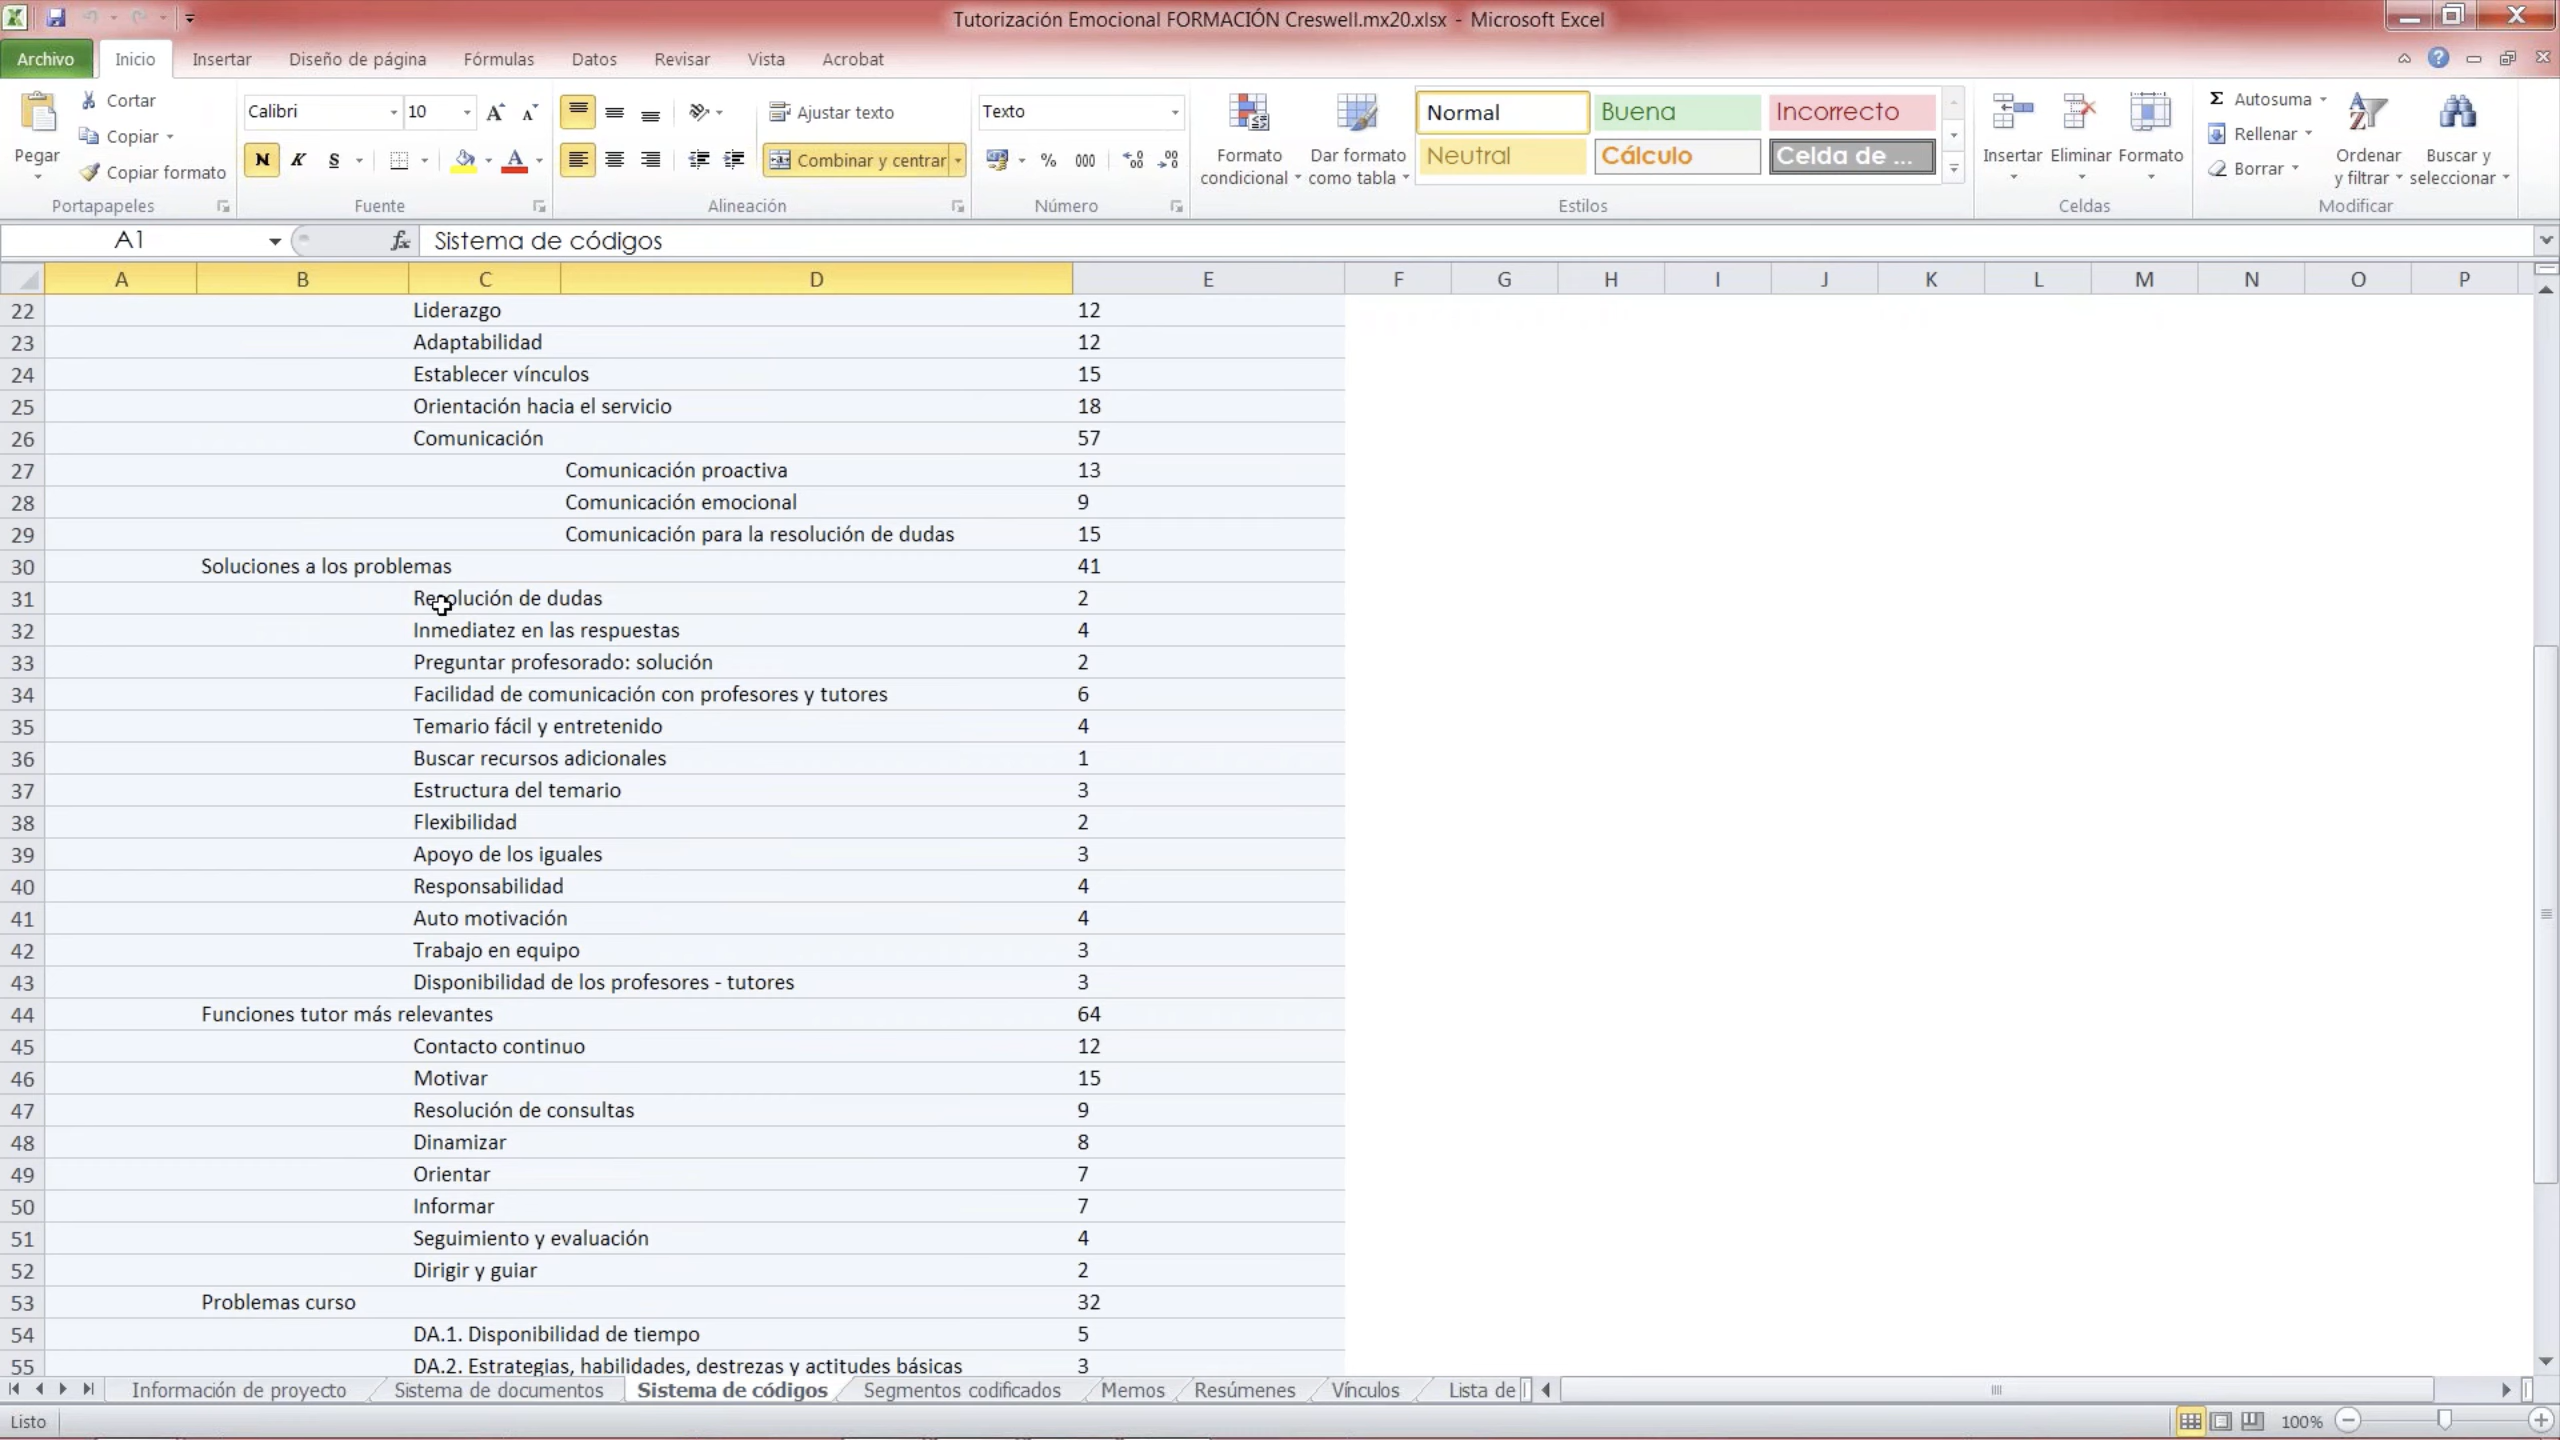 Tutorización Emocional FORMACIÓN Creswell.mx20.xlsx - Microsoft Excel
Archivo Inicio Insertar Diseño de página Fórmulas Datos Revisar Vista Acrobat
Pegar
Cortar
Copiar
Copiar formato
Portapapeles
Calibri 10
N K S
Fuente
Ajustar texto
Combinar y centrar
Alineación
Texto
% 000
Número
Formato condicional
Dar formato como tabla
Normal Buena Incorrecto
Neutral Cálculo Celda de ...
Estilos
Insertar Eliminar Formato
Celdas
Σ Autosuma
Rellenar
Borrar
Ordenar y filtrar
Buscar y seleccionar
Modificar
A1 fx Sistema de códigos
A B C D E F G H I J K L M N O P
22 Liderazgo 12
23 Adaptabilidad 12
24 Establecer vínculos 15
25 Orientación hacia el servicio 18
26 Comunicación 57
27 Comunicación proactiva 13
28 Comunicación emocional 9
29 Comunicación para la resolución de dudas 15
30 Soluciones a los problemas 41
31 Resolución de dudas 2
32 Inmediatez en las respuestas 4
33 Preguntar profesorado: solución 2
34 Facilidad de comunicación con profesores y tutores 6
35 Temario fácil y entretenido 4
36 Buscar recursos adicionales 1
37 Estructura del temario 3
38 Flexibilidad 2
39 Apoyo de los iguales 3
40 Responsabilidad 4
41 Auto motivación 4
42 Trabajo en equipo 3
43 Disponibilidad de los profesores - tutores 3
44 Funciones tutor más relevantes 64
45 Contacto continuo 12
46 Motivar 15
47 Resolución de consultas 9
48 Dinamizar 8
49 Orientar 7
50 Informar 7
51 Seguimiento y evaluación 4
52 Dirigir y guiar 2
53 Problemas curso 32
54 DA.1. Disponibilidad de tiempo 5
55 DA.2. Estrategias, habilidades, destrezas y actitudes básicas 3
Información de proyecto Sistema de documentos Sistema de códigos Segmentos codificados Memos Resúmenes Vínculos Lista de
Listo 100%